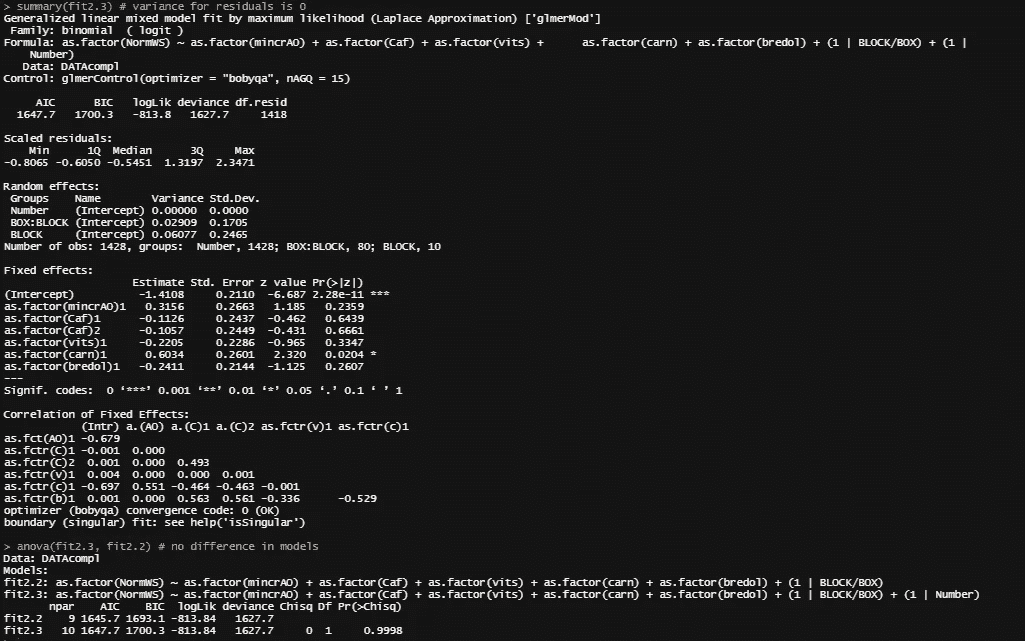 > summary(fit2.3) # variance for residuals is 0
Generalized linear mixed model fit by maximum likelihood (Laplace Approximation) ['glmerMod']
 Family: binomial  ( logit )
Formula: as.factor(NormWS) ~ as.factor(mincrAO) + as.factor(Caf) + as.factor(vits) +      as.factor(carn) + as.factor(bredol) + (1 | BLOCK/BOX) + (1 |
    Number)
   Data: DATAcompl
Control: glmerControl(optimizer = "bobyqa", nAGQ = 15)
     AIC      BIC   logLik deviance df.resid
  1647.7   1700.3   -813.8   1627.7     1418
Scaled residuals:
    Min      1Q  Median      3Q     Max
-0.8065 -0.6050 -0.5451  1.3197  2.3471
Random effects:
 Groups    Name        Variance Std.Dev.
 Number    (Intercept) 0.00000  0.0000
 BOX:BLOCK (Intercept) 0.02909  0.1705
 BLOCK     (Intercept) 0.06077  0.2465
Number of obs: 1428, groups:  Number, 1428; BOX:BLOCK, 80; BLOCK, 10
Fixed effects:
                    Estimate Std. Error z value Pr(>|z|)
(Intercept)          -1.4108     0.2110  -6.687 2.28e-11 ***
as.factor(mincrAO)1   0.3156     0.2663   1.185   0.2359
as.factor(Caf)1      -0.1126     0.2437  -0.462   0.6439
as.factor(Caf)2      -0.1057     0.2449  -0.431   0.6661
as.factor(vits)1     -0.2205     0.2286  -0.965   0.3347
as.factor(carn)1      0.6034     0.2601   2.320   0.0204 *
as.factor(bredol)1   -0.2411     0.2144  -1.125   0.2607
---
Signif. codes:  0 ‘***’ 0.001 ‘**’ 0.01 ‘*’ 0.05 ‘.’ 0.1 ‘ ’ 1
Correlation of Fixed Effects:
            (Intr) a.(AO) a.(C)1 a.(C)2 as.fctr(v)1 as.fctr(c)1
as.fct(AO)1 -0.679
as.fctr(C)1 -0.001  0.000
as.fctr(C)2  0.001  0.000  0.493
as.fctr(v)1  0.004  0.000  0.000  0.001
as.fctr(c)1 -0.697  0.551 -0.464 -0.463 -0.001
as.fctr(b)1  0.001  0.000  0.563  0.561 -0.336      -0.529
optimizer (bobyqa) convergence code: 0 (OK)
boundary (singular) fit: see help('isSingular')
> anova(fit2.3, fit2.2) # no difference in models
Data: DATAcompl
Models:
fit2.2: as.factor(NormWS) ~ as.factor(mincrAO) + as.factor(Caf) + as.factor(vits) + as.factor(carn) + as.factor(bredol) + (1 | BLOCK/BOX)
fit2.3: as.factor(NormWS) ~ as.factor(mincrAO) + as.factor(Caf) + as.factor(vits) + as.factor(carn) + as.factor(bredol) + (1 | BLOCK/BOX) + (1 | Number)
       npar    AIC    BIC  logLik deviance Chisq Df Pr(>Chisq)
fit2.2    9 1645.7 1693.1 -813.84   1627.7
fit2.3   10 1647.7 1700.3 -813.84   1627.7     0  1     0.9998